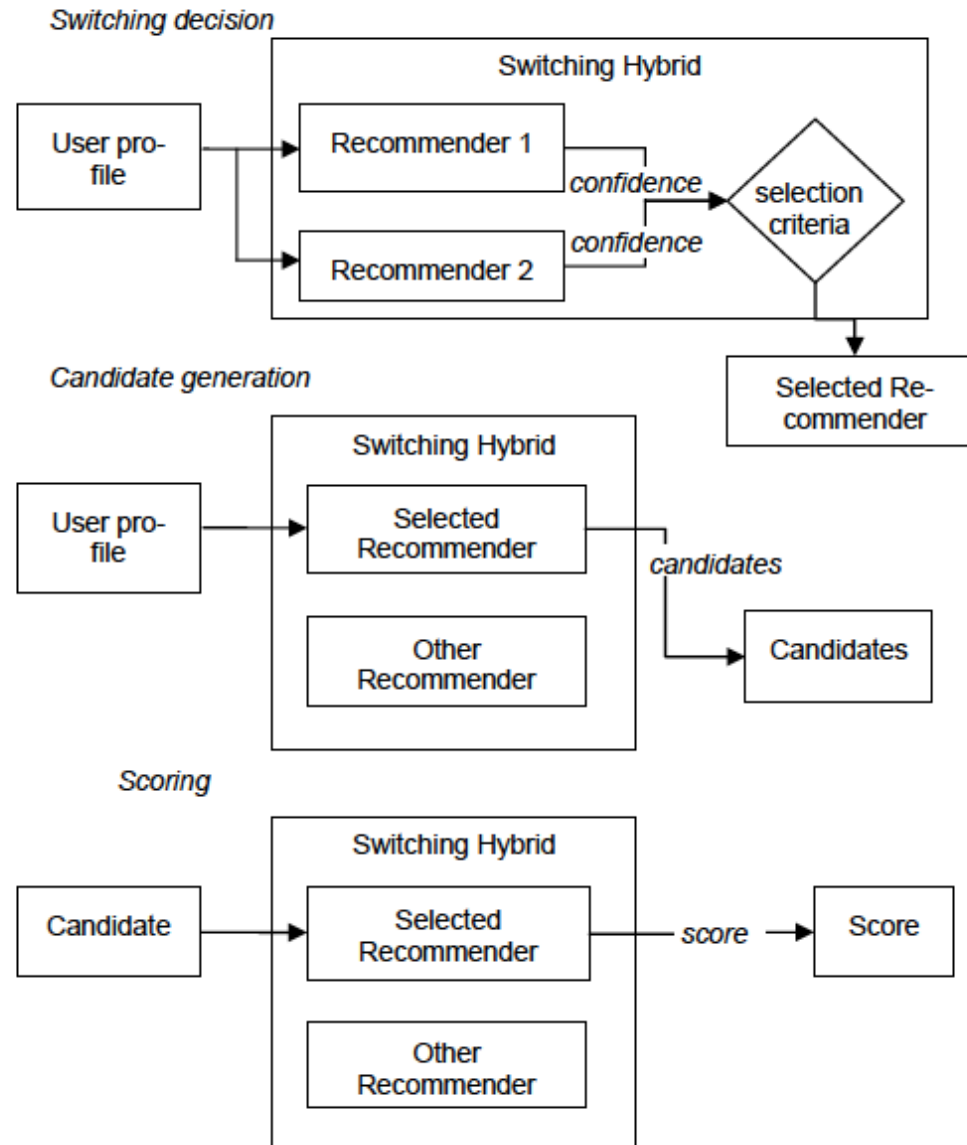 Switching decision
Switching Hybrid
User pro-
file
Recommender 1
confidence
selection
criteria
confidence
Recommender 2
Selected Re-
commender
Candidate generation
Switching Hybrid
User pro-
file
Selected
Recommender
candidates
Candidates
Other
Recommender
Scoring
Switching Hybrid
Candidate
Selected
Recommender
score
Score
Other
Recommender